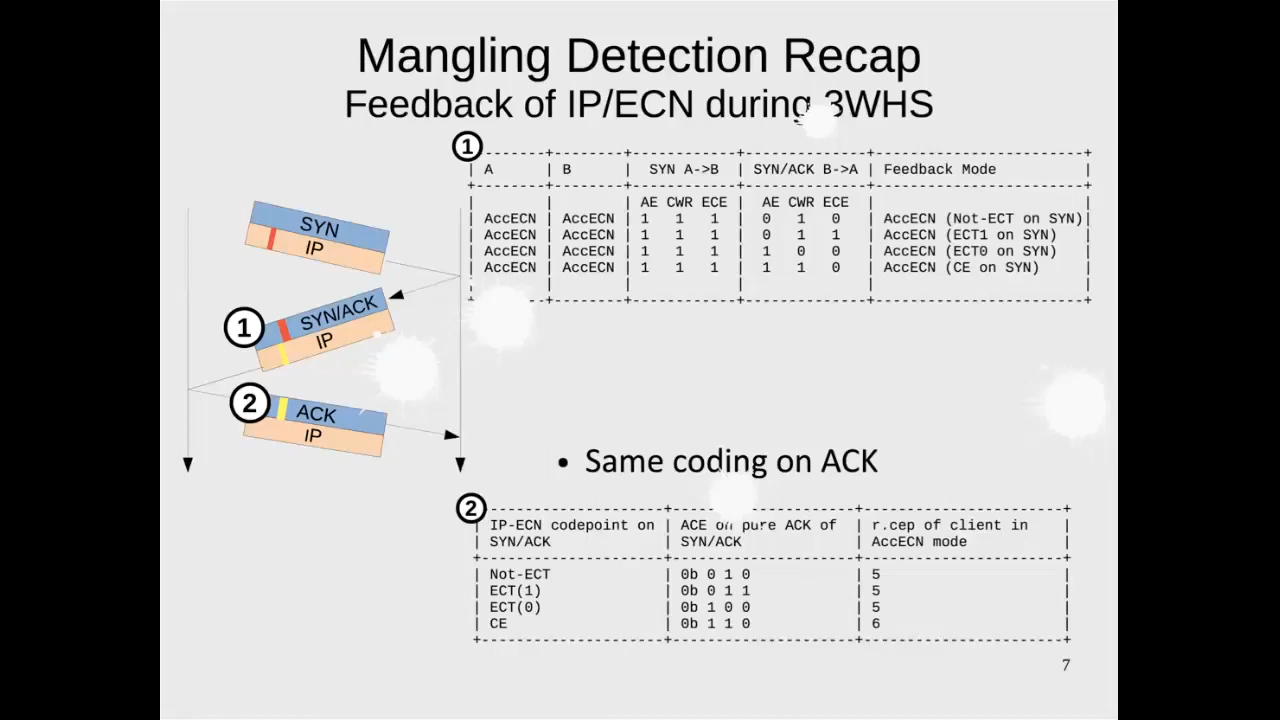 Mangling Detection Recap
Feedback of IP/ECN during 3WHS
SYN
IP
1
SYN/ACK
IP
2
ACK
IP
1
| A | B | SYN A->B | SYN/ACK B->A | Feedback Mode |
| | | AE CWR ECE | AE CWR ECE | |
| AccECN | AccECN | 1 1 1 | 0 1 0 | AccECN (Not-ECT on SYN)|
| AccECN | AccECN | 1 1 1 | 0 1 1 | AccECN (ECT1 on SYN) |
| AccECN | AccECN | 1 1 1 | 1 0 0 | AccECN (ECT0 on SYN) |
| AccECN | AccECN | 1 1 1 | 1 1 0 | AccECN (CE on SYN) |
• Same coding on ACK
2
| IP-ECN codepoint on | ACE on pure ACK of | r.cep of client in |
| SYN/ACK | SYN/ACK | AccECN mode |
| Not-ECT | 0b 0 1 0 | 5 |
| ECT(1) | 0b 0 1 1 | 5 |
| ECT(0) | 0b 1 0 0 | 5 |
| CE | 0b 1 1 0 | 6 |
7